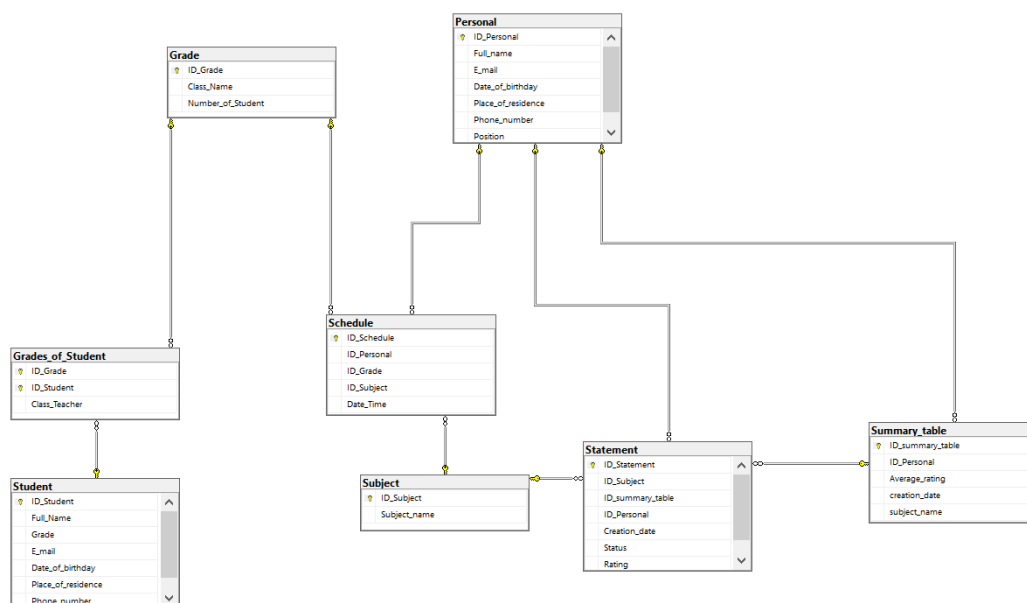 Personal
ID_Personal
Full_name
E_mail
Date_of_birthday
Place_of_residence
Phone_number
Position
Grade
ID_Grade
Class_Name
Number_of_Student
Schedule
ID_Schedule
ID_Personal
ID_Grade
ID_Subject
Date_Time
Grades_of_Student
ID_Grade
ID_Student
Class_Teacher
Summary_table
ID_summary_table
ID_Personal
Average_rating
creation_date
subject_name
Statement
ID_Statement
ID_Subject
ID_summary_table
ID_Personal
Creation_date
Status
Rating
Subject
ID_Subject
Subject_name
Student
ID_Student
Full_Name
Grade
E_mail
Date_of_birthday
Place_of_residence
Phone_number